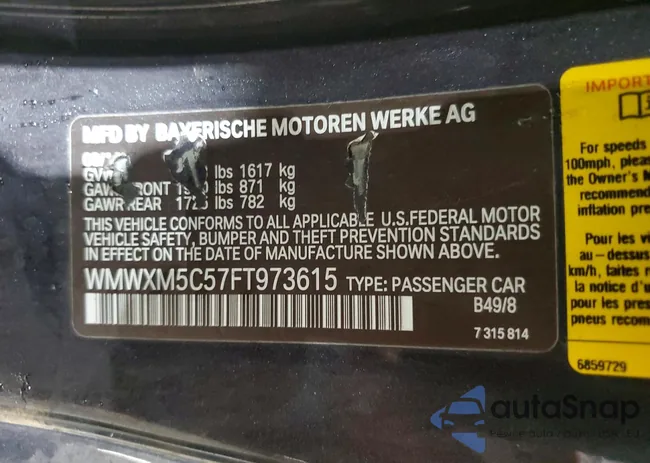 MFD BY BAYERISCHE MOTOREN WERKE AG
lbs 1617 kg
GAWR FRONT lbs 871 kg
GAWR REAR lbs 782 kg
THIS VEHICLE CONFORMS TO ALL APPLICABLE U.S.FEDERAL MOTOR
VEHICLE SAFETY, BUMPER, AND THEFT PREVENTION STANDARDS
IN EFFECT ON THE DATE OF MANUFACTURE SHOWN ABOVE.
WMWXM5C57FT973615 TYPE: PASSENGER CAR
B49/8
7 315 814
IMPORT
For speeds
100mph, pleas
the Owner's M
recommend
inflation pre
Pour les vi
au-dessus
km/h, faites r
la notice d'u
pour les pres
pneus recom
6859729
autaSnap